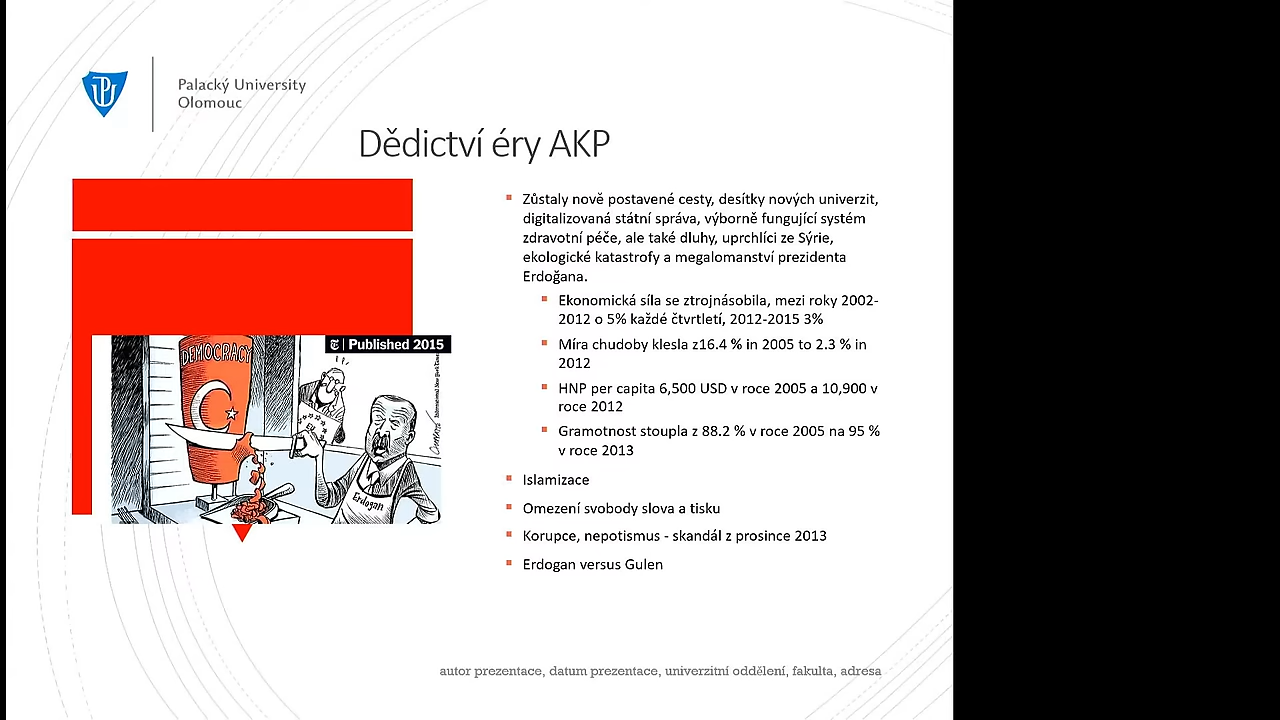 Palacký University
Olomouc
Dědictví éry AKP
Zůstaly nově postavené cesty, desítky nových univerzit,
digitalizovaná státní správa, výborně fungující systém
zdravotní péče, ale také dluhy, uprchlíci ze Sýrie,
ekologické katastrofy a megalomanství prezidenta
Erdoğana.
Ekonomická síla se ztrojnásobila, mezi roky 2002-
2012 o 5% každé čtvrtletí, 2012-2015 3%
Míra chudoby klesla z16.4 % in 2005 to 2.3 % in
2012
HNP per capita 6,500 USD v roce 2005 a 10,900 v
roce 2012
Gramotnost stoupla z 88.2 % v roce 2005 na 95 %
v roce 2013
Islamizace
Omezení svobody slova a tisku
Korupce, nepotismus - skandál z prosince 2013
Erdogan versus Gulen
Published 2015
DEMOCRACY
Erdogan
autor prezentace, datum prezentace, univerzitní oddělení, fakulta, adresa